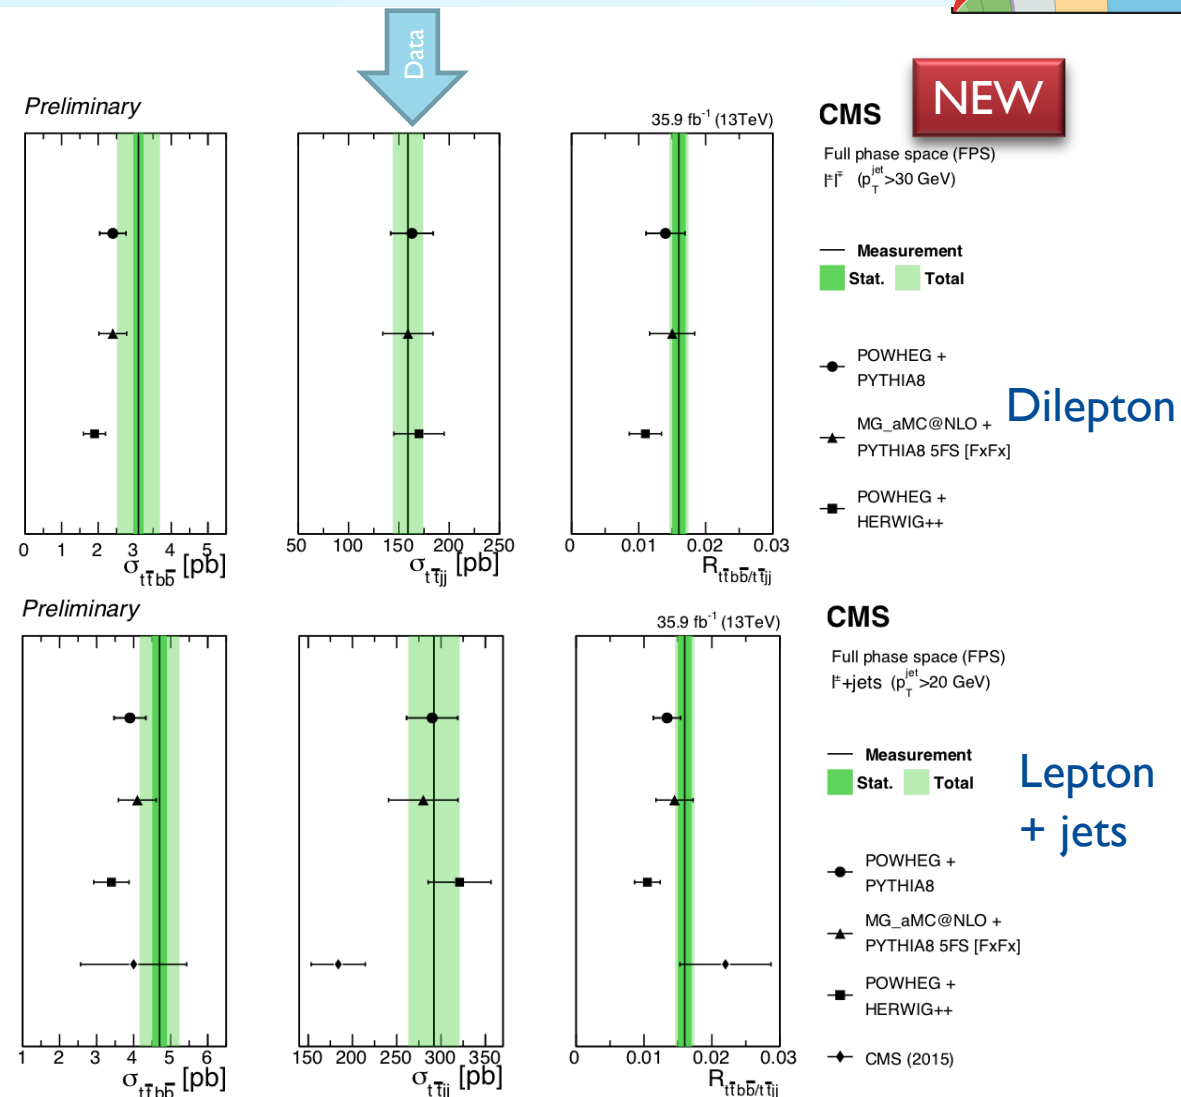 Data
NEW
Preliminary
35.9 fb⁻¹ (13TeV)
CMS
Full phase space (FPS)
l±l∓ (p_T^jet>30 GeV)
Measurement
Stat. Total
POWHEG +
PYTHIA8
Dilepton
MG_aMC@NLO +
PYTHIA8 5FS [FxFx]
POWHEG +
HERWIG++
0 1 2 3 4 5
σ_tt̄bb̄ [pb]
50 100 150 200 250
σ_tt̄jj [pb]
0 0.01 0.02 0.03
R_tt̄bb̄/tt̄jj
Preliminary
35.9 fb⁻¹ (13TeV)
CMS
Full phase space (FPS)
l±+jets (p_T^jet>20 GeV)
Measurement
Stat. Total
Lepton
+ jets
POWHEG +
PYTHIA8
MG_aMC@NLO +
PYTHIA8 5FS [FxFx]
POWHEG +
HERWIG++
CMS (2015)
1 2 3 4 5 6
σ_tt̄bb̄ [pb]
150 200 250 300 350
σ_tt̄jj [pb]
0 0.01 0.02 0.03
R_tt̄bb̄/tt̄jj